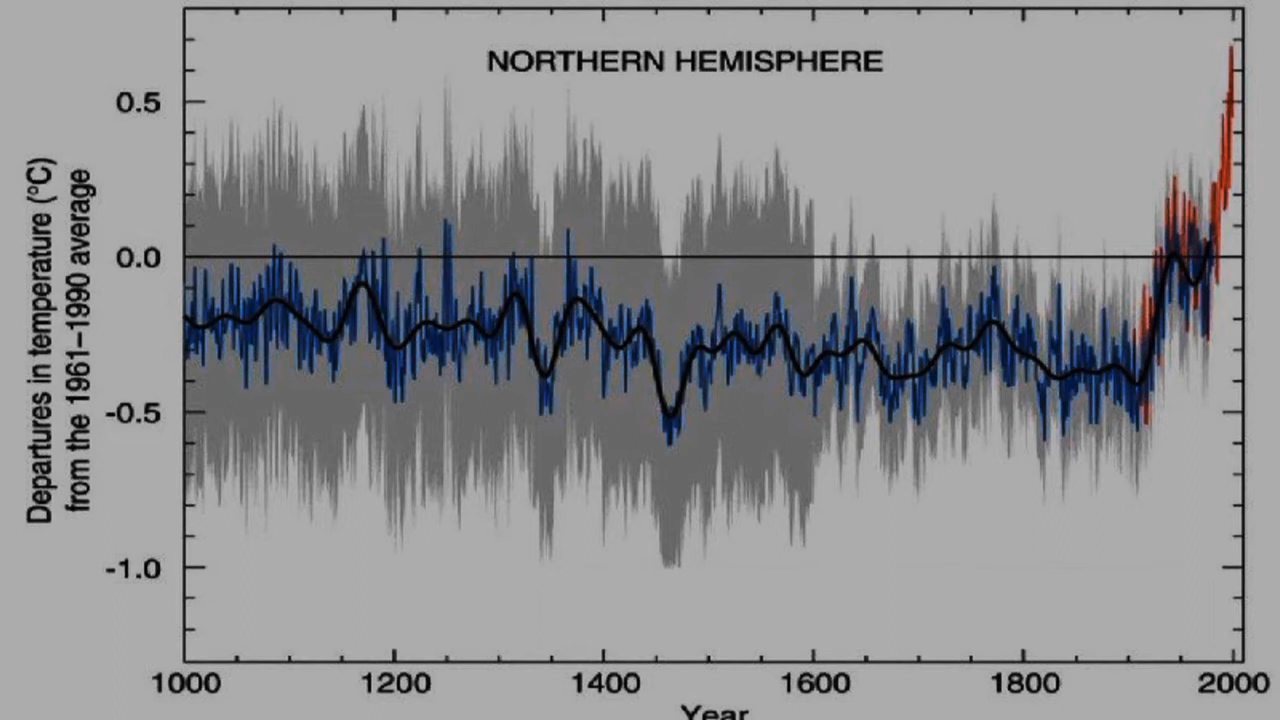 NORTHERN HEMISPHERE
0.5
0.0
-0.5
-1.0
Departures in temperature (°C)
from the 1961–1990 average
1000 1200 1400 1600 1800 2000
Year